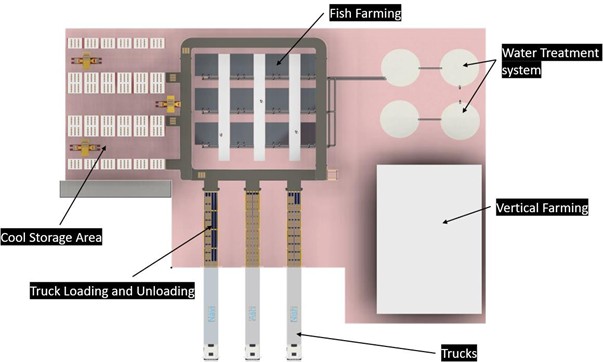 Fish Farming
Water Treatment
system
Cool Storage Area
Vertical Farming
Truck Loading and Unloading
Trucks